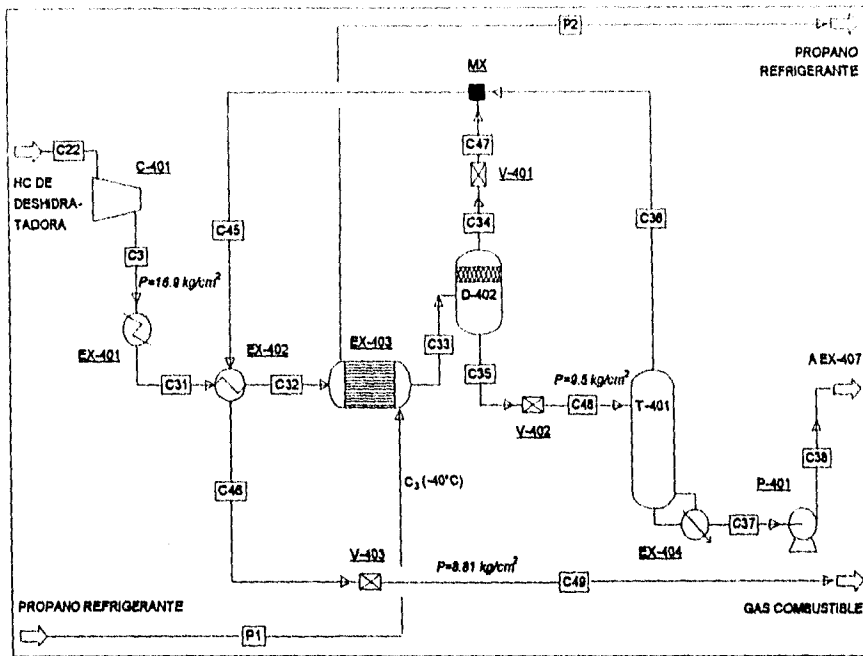 P2
PROPANO
REFRIGERANTE
MX
C22
C-401
HC DE
DESHIDRA-
TADORA
C47
V-401
C3
C45
C34
C36
P=16.9 kg/cm²
D-402
EX-401
EX-402
EX-403
C33
C31
C32
C35
P=9.5 kg/cm²
A EX-407
V-402
C48
T-401
C46
C₃ (-40°C)
C38
P-401
C37
EX-404
V-403
P=8.81 kg/cm²
C49
PROPANO REFRIGERANTE
GAS COMBUSTIBLE
P1